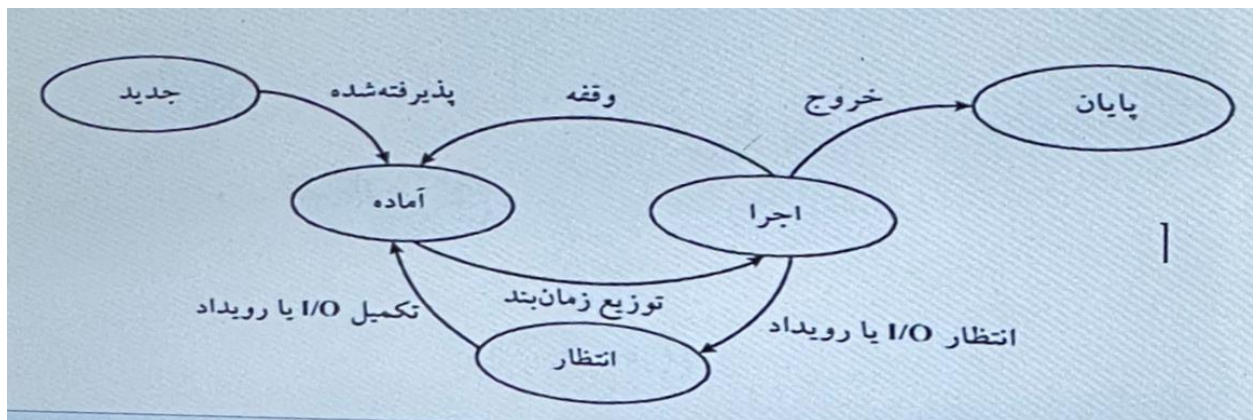 جدید
پذیرفته‌شده
وقفه
خروج
پایان
آماده
اجرا
توزیع زمان‌بند
تکمیل I/O یا رویداد
انتظار I/O یا رویداد
انتظار